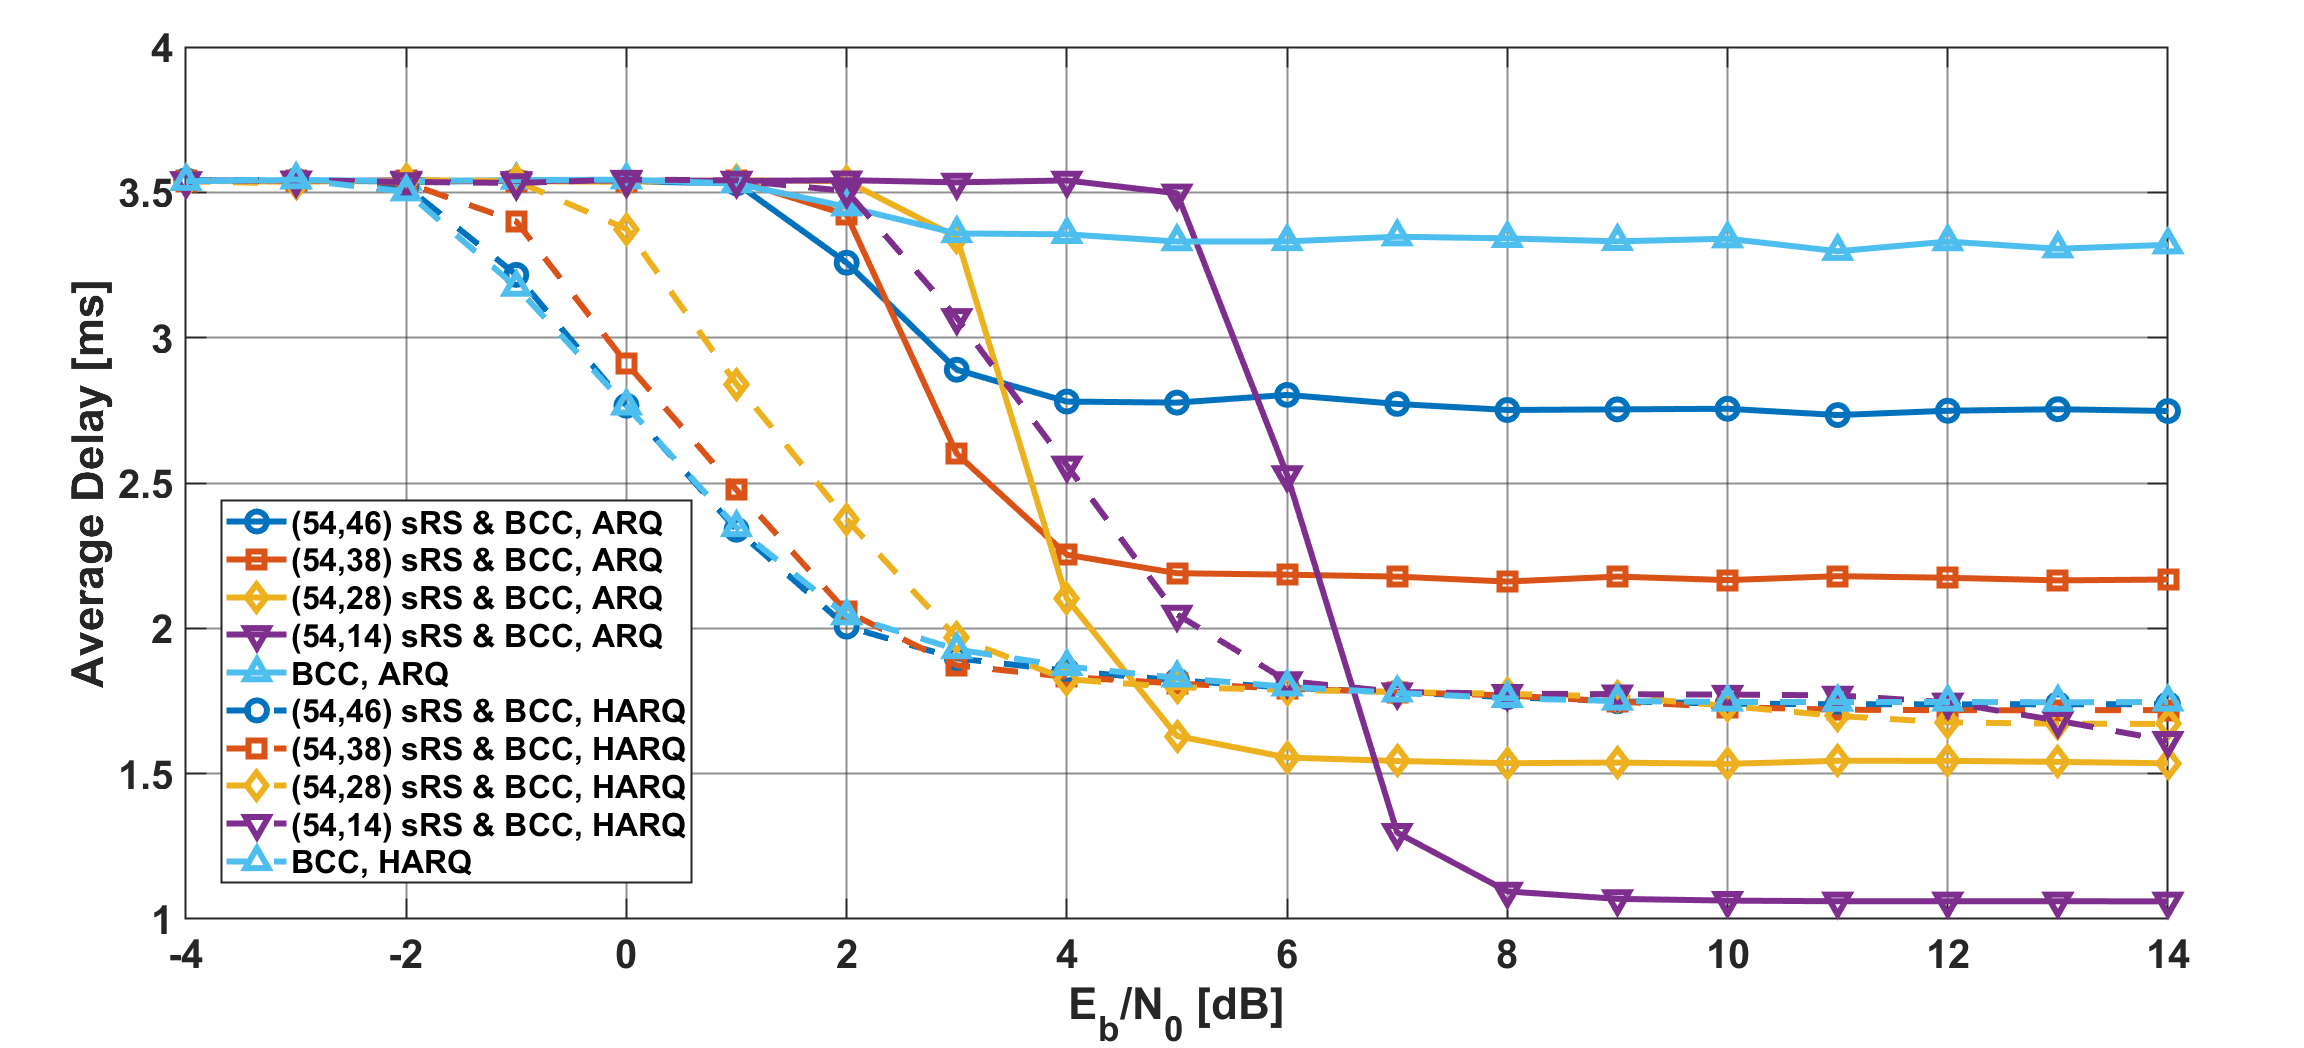 4
3.5
3
2.5
2
1.5
1
Average Delay [ms]
(54,46) sRS & BCC, ARQ
(54,38) sRS & BCC, ARQ
(54,28) sRS & BCC, ARQ
(54,14) sRS & BCC, ARQ
BCC, ARQ
(54,46) sRS & BCC, HARQ
(54,38) sRS & BCC, HARQ
(54,28) sRS & BCC, HARQ
(54,14) sRS & BCC, HARQ
BCC, HARQ
-4 -2 0 2 4 6 8 10 12 14
E_b/N_0 [dB]